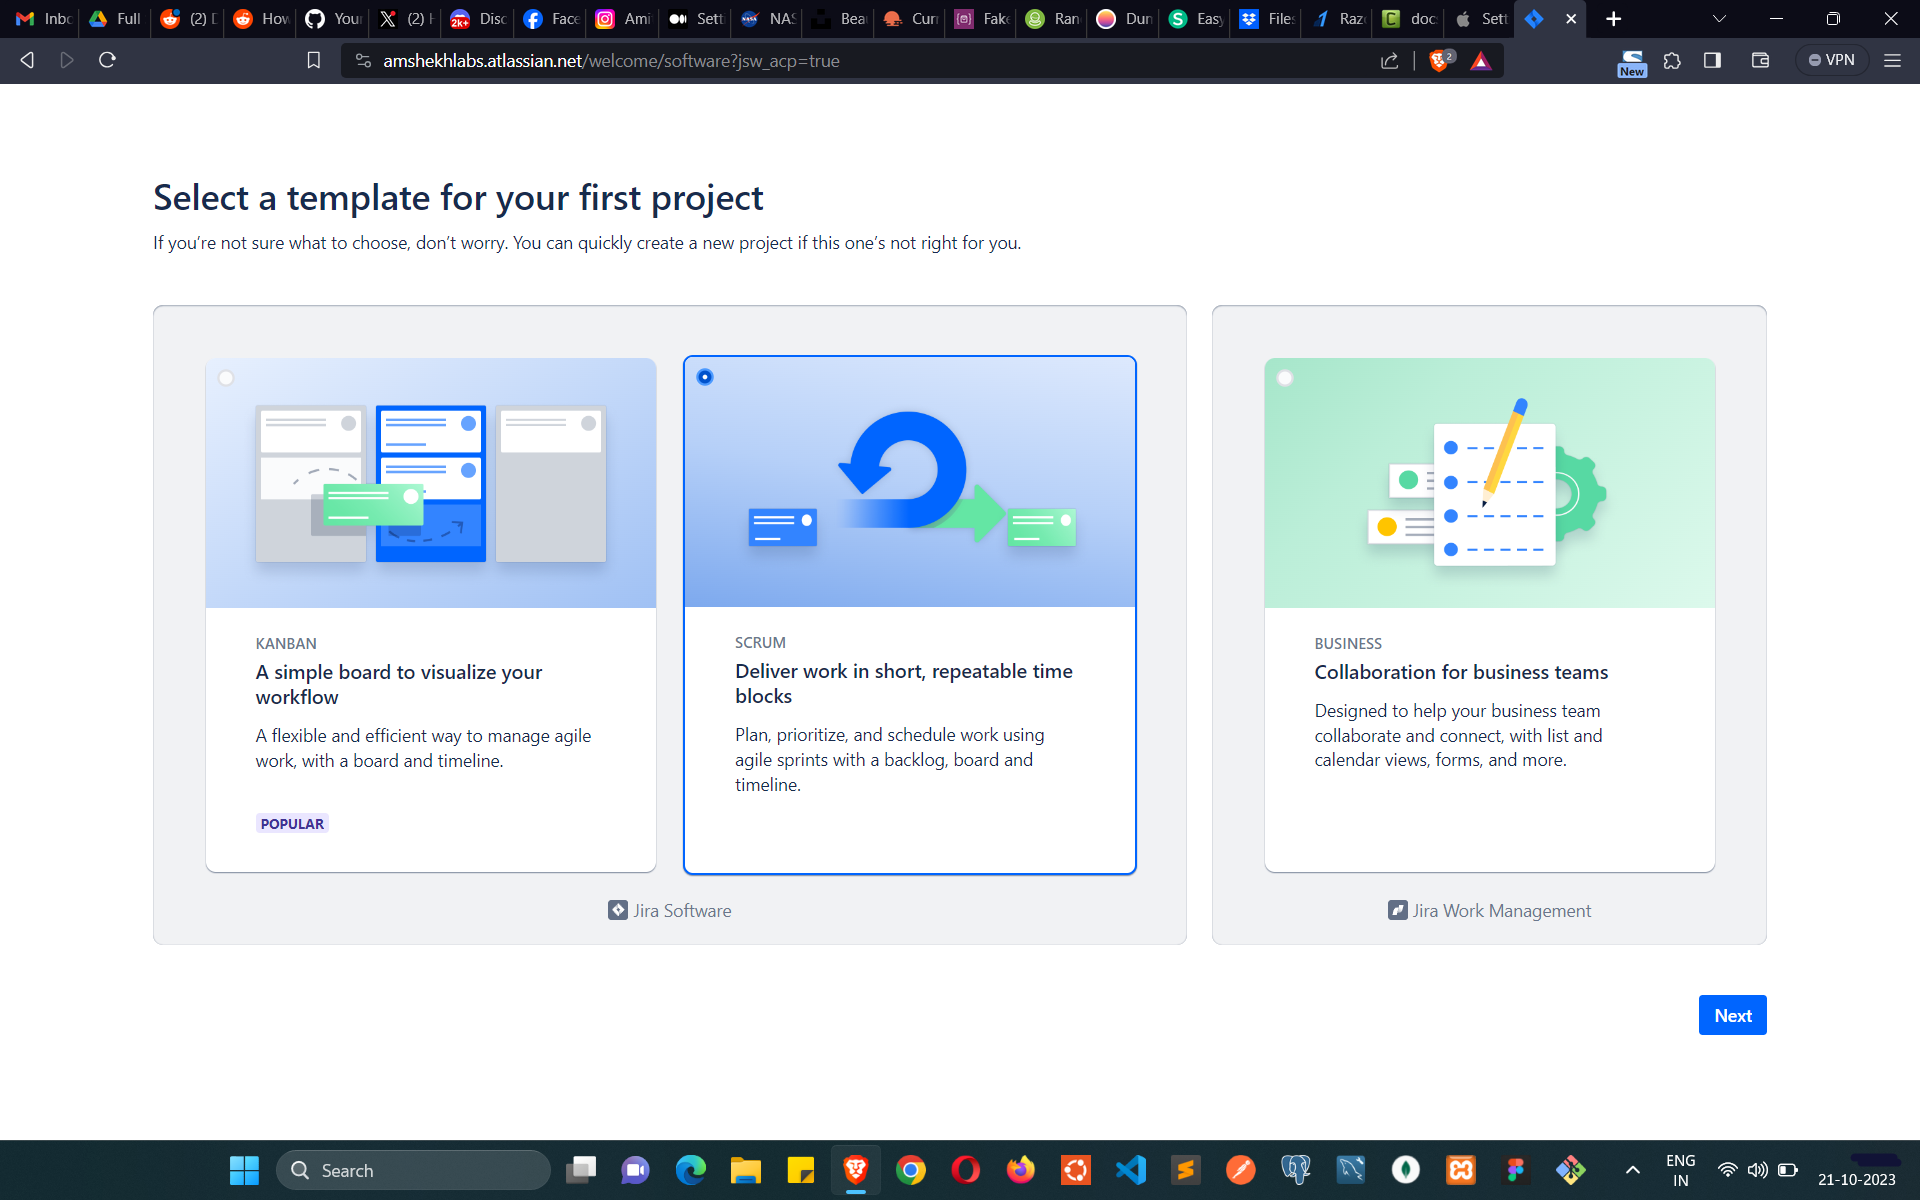 Inbo
Full
(2) D
How
Your
(2) H
Disc
Face
Ami
Setti
NAS
Bea
Curr
Fake
Ran
Dun
Easy
Files
Razo
doc
Sett
2K+
amshekhlabs.atlassian.net/welcome/software?jsw_acp=true
2
New
VPN
Select a template for your first project
If you're not sure what to choose, don't worry. You can quickly create a new project if this one's not right for you.
KANBAN
A simple board to visualize your
workflow
A flexible and efficient way to manage agile
work, with a board and timeline.
POPULAR
SCRUM
Deliver work in short, repeatable time
blocks
Plan, prioritize, and schedule work using
agile sprints with a backlog, board and
timeline.
Jira Software
BUSINESS
Collaboration for business teams
Designed to help your business team
collaborate and connect, with list and
calendar views, forms, and more.
Jira Work Management
Next
Search
ENG
IN
21-10-2023